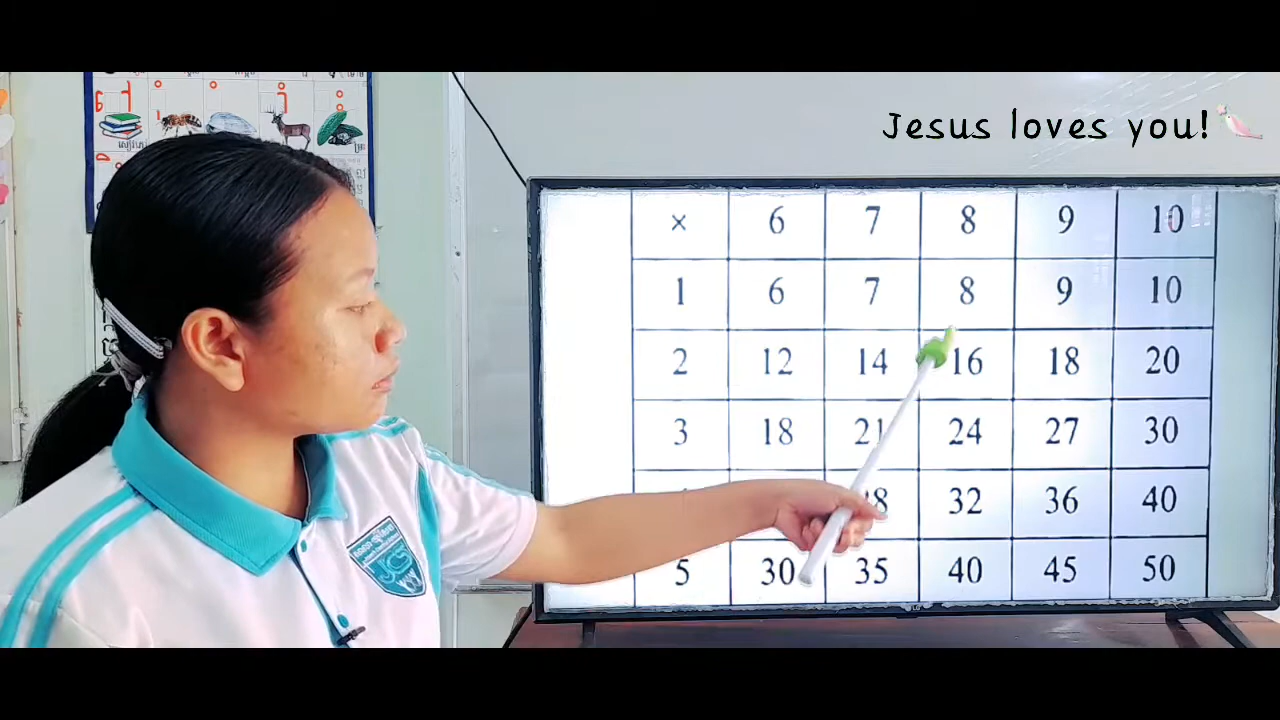 Jesus loves you!
× 6 7 8 9 10
1 6 7 8 9 10
2 12 14 16 18 20
3 18 21 24 27 30
32 36 40
5 30 35 40 45 50
JCS